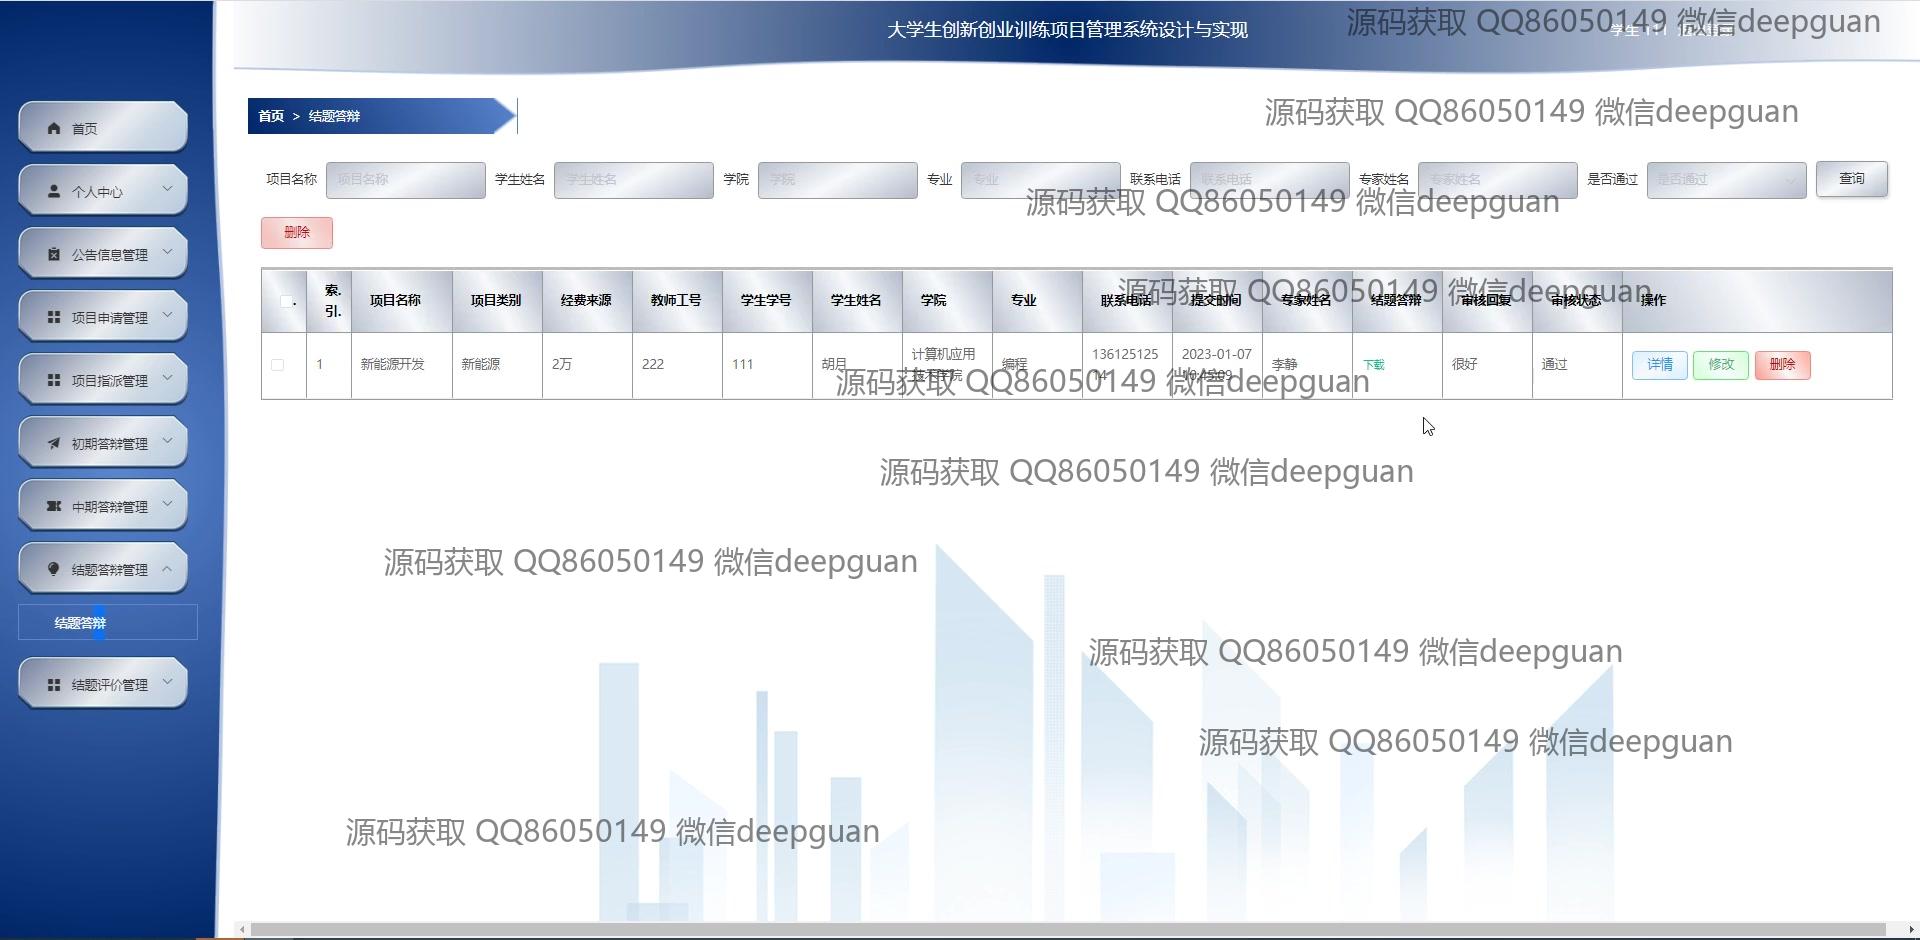 大学生创新创业训练项目管理系统设计与实现
源码获取 QQ86050149 微信deepguan
学生 111
首页 > 结题答辩
源码获取 QQ86050149 微信deepguan
首页
个人中心
公告信息管理
项目申请管理
项目指派管理
初期答辩管理
中期答辩管理
结题答辩管理
结题答辩
结题评价管理
项目名称 项目名称 学生姓名 学生姓名 学院 学院 专业 专业 联系电话 联系电话 专家姓名 专家姓名 是否通过 是否通过 查询
源码获取 QQ86050149 微信deepguan
删除
索引. 项目名称 项目类别 经费来源 教师工号 学生学号 学生姓名 学院 专业 联系电话 提交时间 专家姓名 结题答辩 审核回复 审核状态 操作
源码获取 QQ86050149 微信deepguan
1 新能源开发 新能源 2万 222 111 胡月 计算机应用技术学院 编程 136125125 2023-01-07 10:45:09 李静 下载 很好 通过 详情 修改 删除
源码获取 QQ86050149 微信deepguan
源码获取 QQ86050149 微信deepguan
源码获取 QQ86050149 微信deepguan
源码获取 QQ86050149 微信deepguan
源码获取 QQ86050149 微信deepguan
源码获取 QQ86050149 微信deepguan